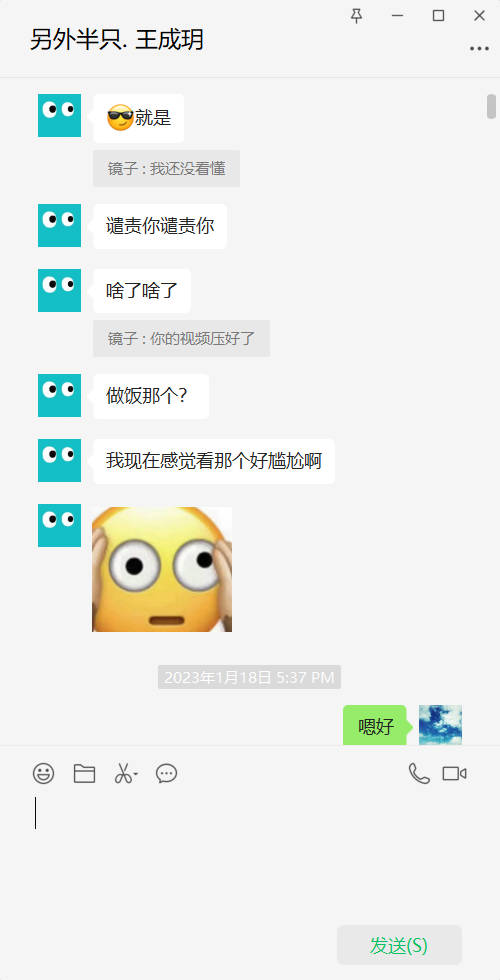 另外半只. 王成玥
就是
镜子 : 我还没看懂
谴责你谴责你
啥了啥了
镜子 : 你的视频压好了
做饭那个？
我现在感觉看那个好尴尬啊
2023年1月18日 5:37 PM
嗯好
发送(S)